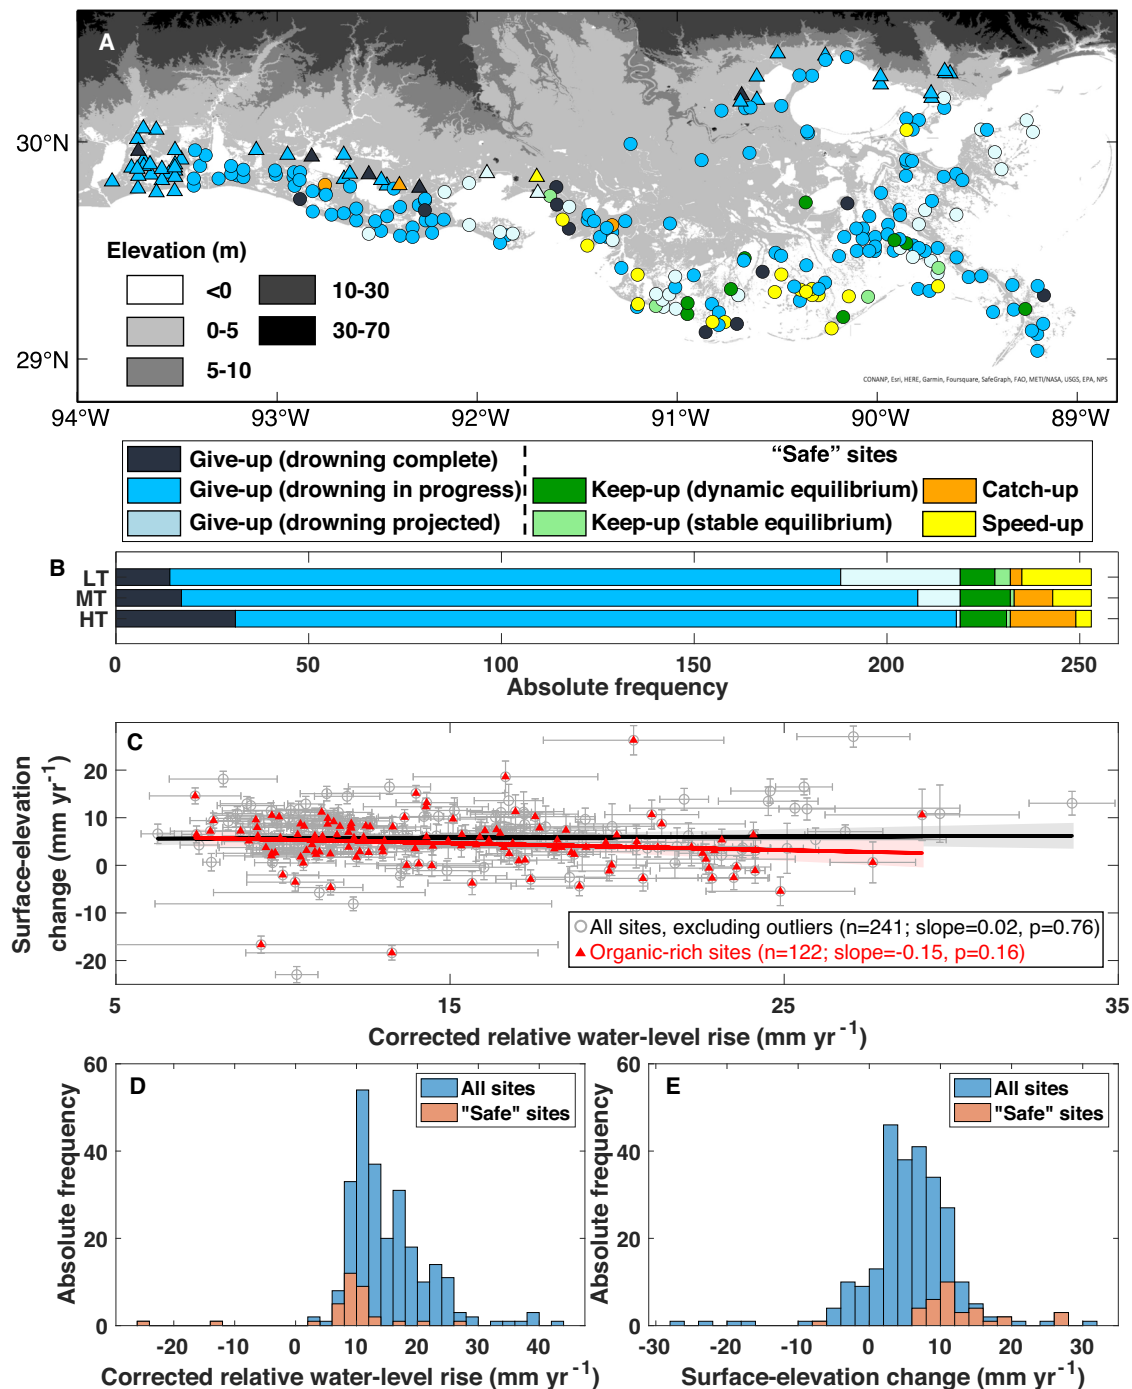 A
30°N
29°N
Elevation (m)
<0
10-30
0-5
30-70
5-10
CONANP, Esri, HERE, Garmin, Foursquare, SafeGraph, FAO, METI/NASA, USGS, EPA, NPS
94°W 93°W 92°W 91°W 90°W 89°W
Give-up (drowning complete)
"Safe" sites
Give-up (drowning in progress)
Keep-up (dynamic equilibrium)
Catch-up
Give-up (drowning projected)
Keep-up (stable equilibrium)
Speed-up
B
LT
MT
HT
0 50 100 150 200 250
Absolute frequency
C
Surface-elevation
change (mm yr-1)
20
10
0
-10
-20
All sites, excluding outliers (n=241; slope=0.02, p=0.76)
Organic-rich sites (n=122; slope=-0.15, p=0.16)
5 15 25 35
Corrected relative water-level rise (mm yr-1)
D
All sites
"Safe" sites
Absolute frequency
60
40
20
0
-20 -10 0 10 20 30 40
Corrected relative water-level rise (mm yr-1)
E
All sites
"Safe" sites
Absolute frequency
60
40
20
0
-30 -20 -10 0 10 20 30
Surface-elevation change (mm yr-1)